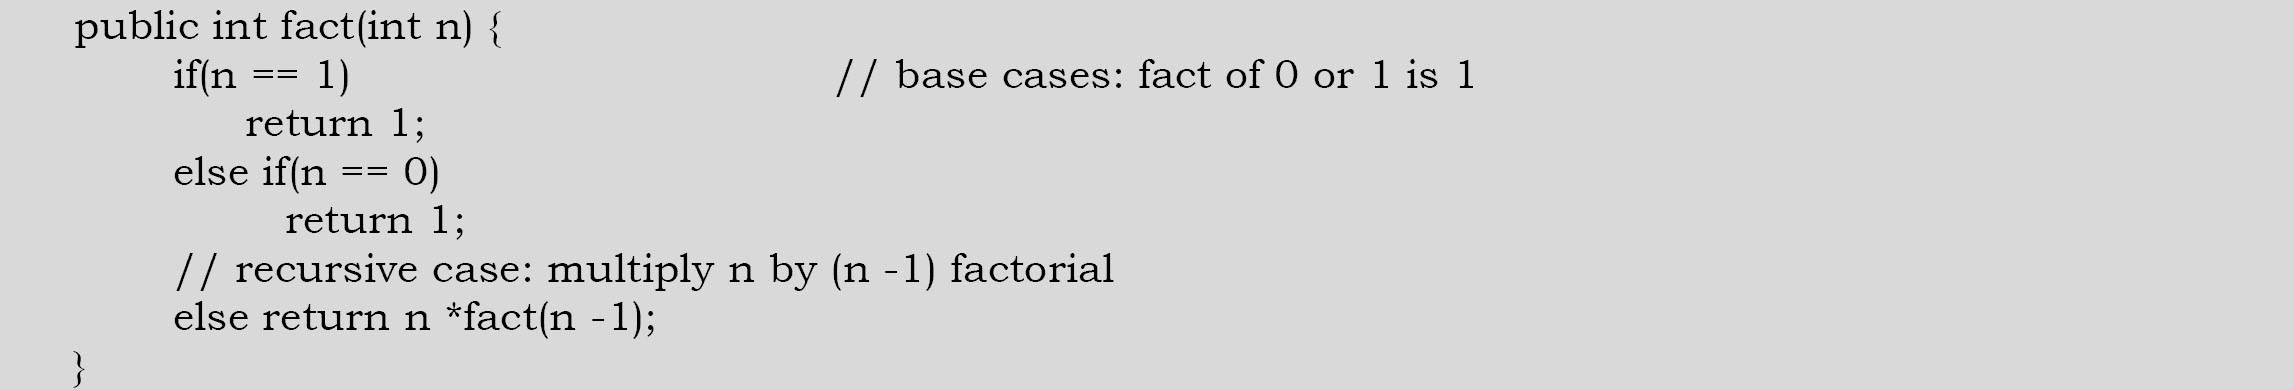 public int fact(int n) {
if(n == 1) // base cases: fact of 0 or 1 is 1
return 1;
else if(n == 0)
return 1;
// recursive case: multiply n by (n -1) factorial
else return n *fact(n -1);
}